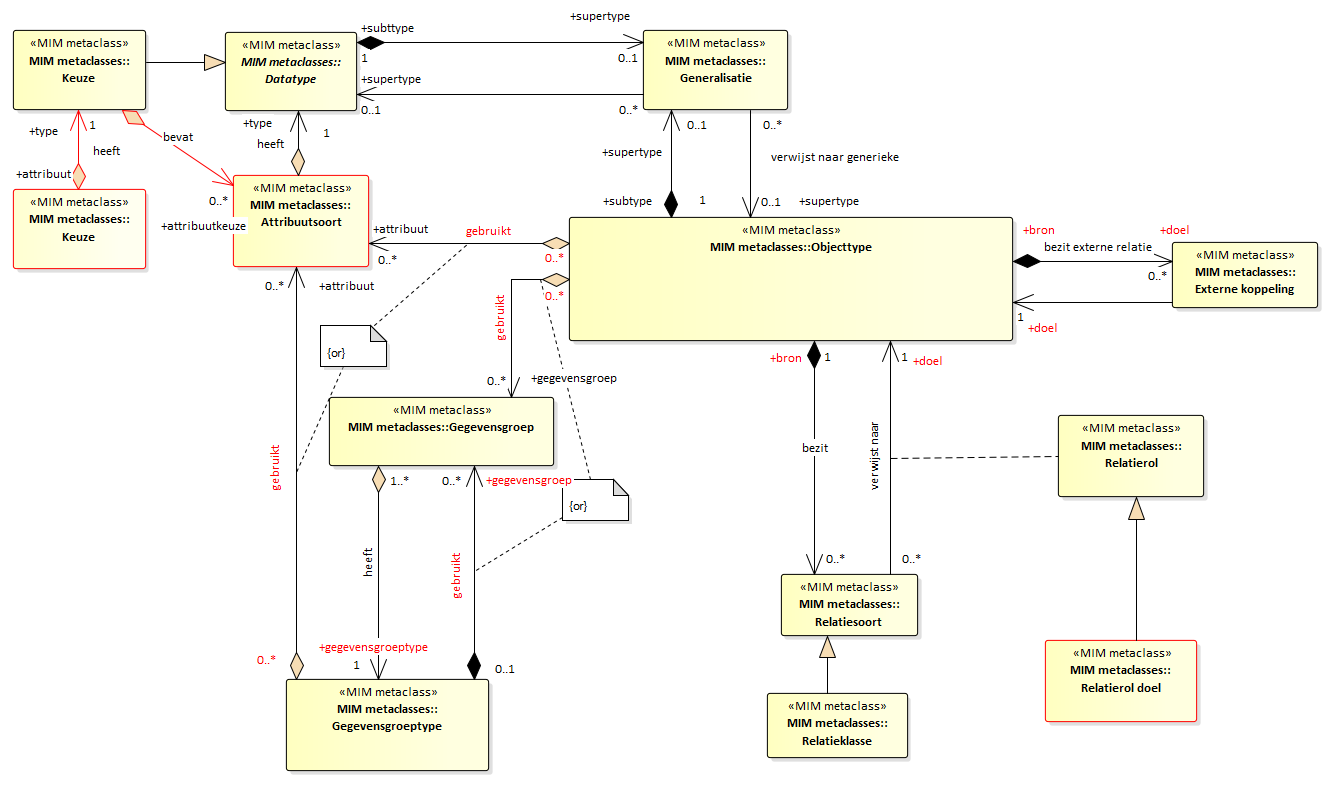 «MIM metaclass»
MIM metaclasses::
Keuze
«MIM metaclass»
MIM metaclasses::
Datatype
+subttype
1
+supertype
0..1
«MIM metaclass»
MIM metaclasses::
Generalisatie
+supertype
0..1
0..*
+type
1
heeft
+attribuut
bevat
0..*
+attribuutkeuze
+type
1
heeft
«MIM metaclass»
MIM metaclasses::
Keuze
«MIM metaclass»
MIM metaclasses::
Attribuutsoort
0..1
+supertype
+subtype
1
0..*
verwijst naar generieke
0..1
+supertype
+attribuut
0..*
gebruikt
0..*
«MIM metaclass»
MIM metaclasses::Objecttype
+bron
bezit externe relatie
+doel
0..*
«MIM metaclass»
MIM metaclasses::
Externe koppeling
1
+doel
0..*
+attribuut
0..*
gebruikt
0..*
+gegevensgroep
{or}
+bron
1
1
+doel
«MIM metaclass»
MIM metaclasses::Gegevensgroep
gebruikt
1..*
0..*
+gegevensgroep
{or}
bezit
verwijst naar
«MIM metaclass»
MIM metaclasses::
Relatierol
heeft
gebruikt
0..*
0..*
«MIM metaclass»
MIM metaclasses::
Relatiesoort
0..*
+gegevensgroeptype
1
0..1
«MIM metaclass»
MIM metaclasses::
Gegevensgroeptype
«MIM metaclass»
MIM metaclasses::
Relatierol doel
«MIM metaclass»
MIM metaclasses::
Relatieklasse